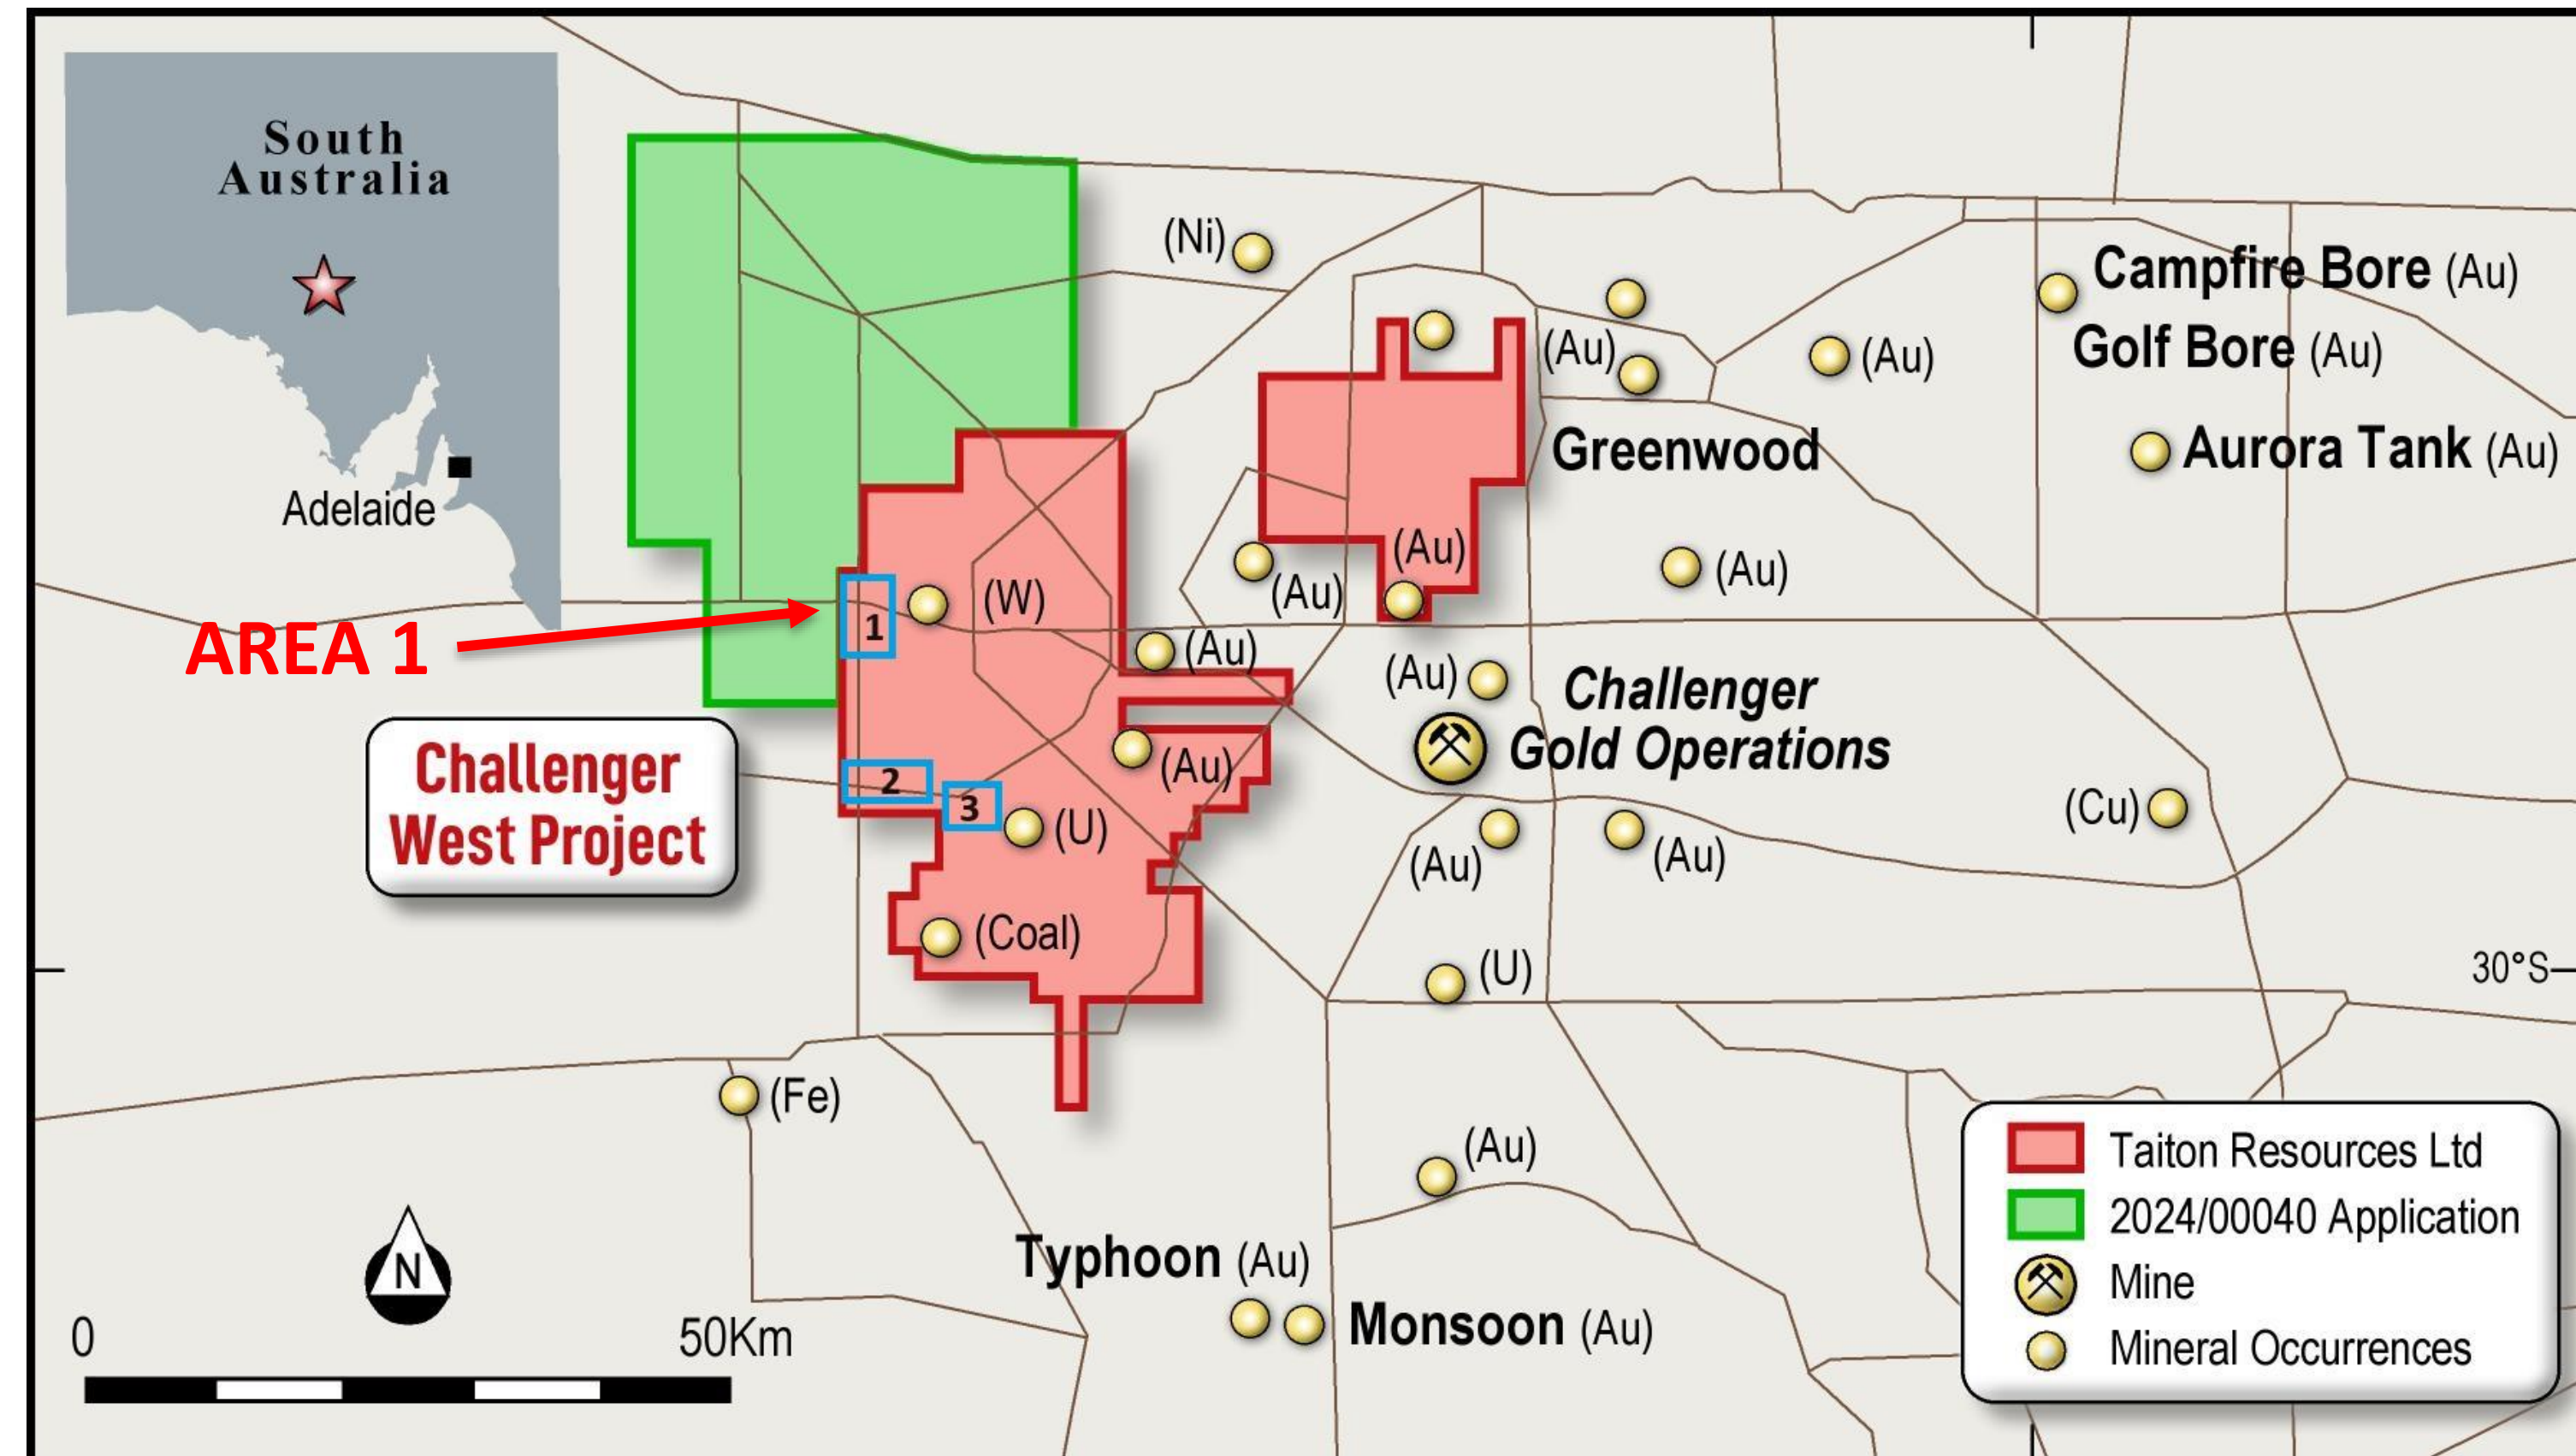 South
Australia
Adelaide
(Ni)
Campfire Bore (Au)
Golf Bore (Au)
(Au)
(Au)
Greenwood
Aurora Tank (Au)
(Au)
(Au)
(Au)
(W)
1
AREA 1
(Au)
(Au)
Challenger
Gold Operations
Challenger
West Project
2
3
(Au)
(U)
(Cu)
(Au)
(Au)
(Coal)
(U)
30°S
(Fe)
(Au)
Typhoon (Au)
Monsoon (Au)
N
0
50Km
Taiton Resources Ltd
2024/00040 Application
Mine
Mineral Occurrences